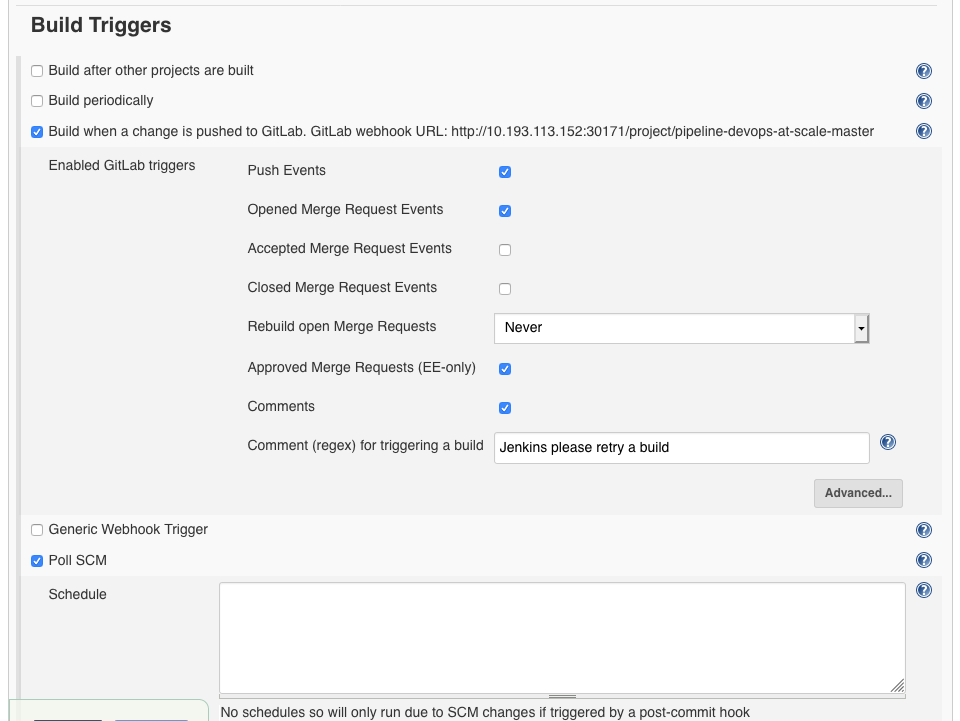 Build Triggers
Build after other projects are built
Build periodically
Build when a change is pushed to GitLab. GitLab webhook URL: http://10.193.113.152:30171/project/pipeline-devops-at-scale-master
Enabled GitLab triggers
Push Events
Opened Merge Request Events
Accepted Merge Request Events
Closed Merge Request Events
Rebuild open Merge Requests Never
Approved Merge Requests (EE-only)
Comments
Comment (regex) for triggering a build Jenkins please retry a build
Advanced...
Generic Webhook Trigger
Poll SCM
Schedule
No schedules so will only run due to SCM changes if triggered by a post-commit hook